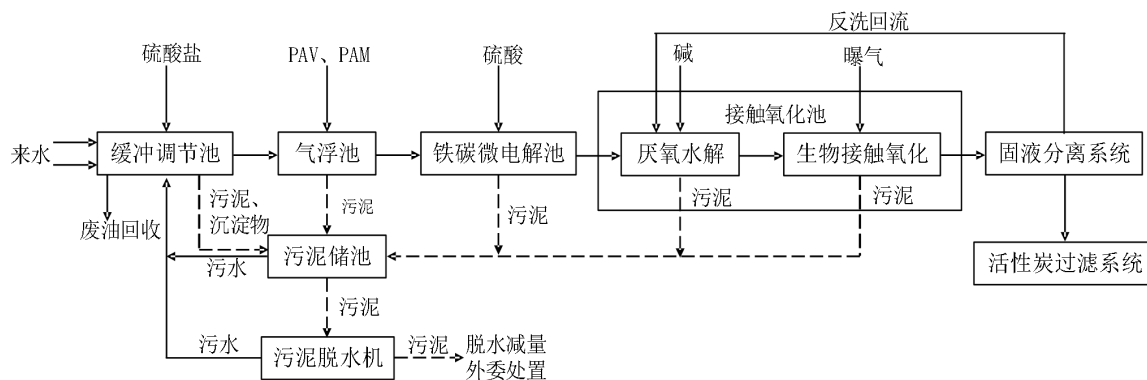 反洗回流
硫酸盐
PAV、PAM
硫酸
碱
曝气
接触氧化池
来水
缓冲调节池
气浮池
铁碳微电解池
厌氧水解
生物接触氧化
固液分离系统
污泥、
沉淀物
污泥
污泥
污泥
污泥
废油回收
污水
污泥储池
活性炭过滤系统
污泥
污水
污泥脱水机
污泥
脱水减量
外委处置